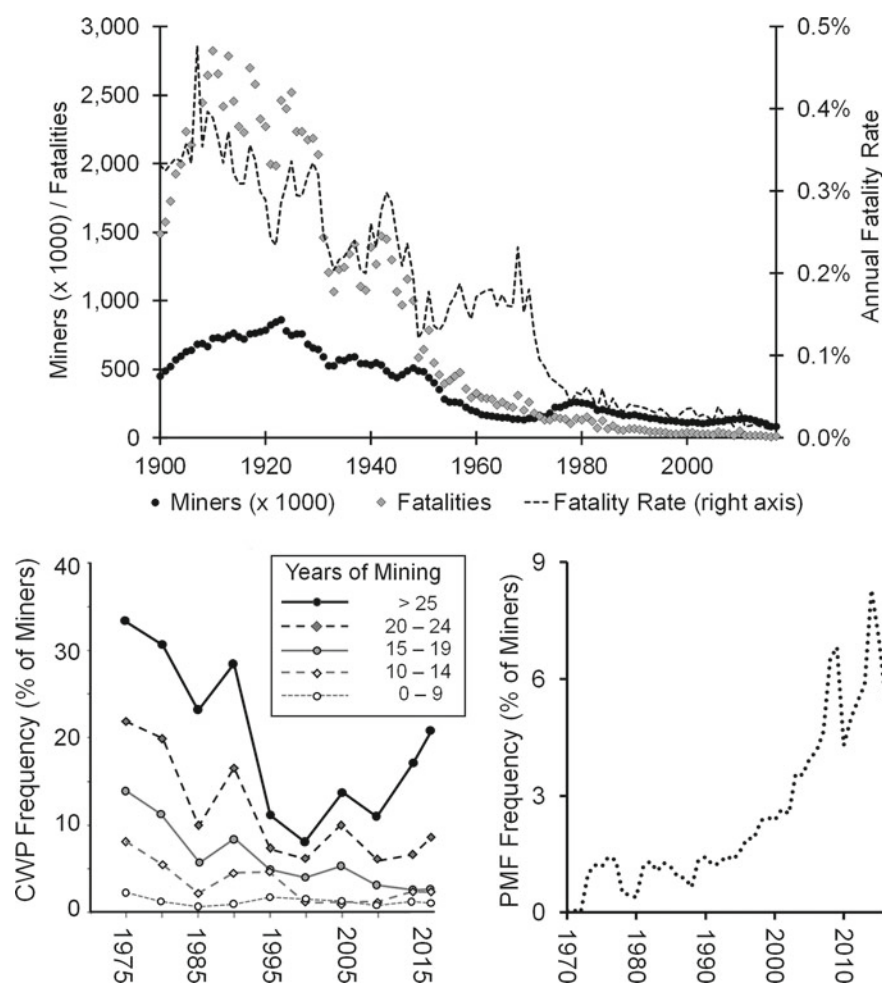 3,000
2,500
2,000
1,500
1,000
500
0
Miners (x 1000) / Fatalities
0.5%
0.4%
0.3%
0.2%
0.1%
0.0%
Annual Fatality Rate
1900 1920 1940 1960 1980 2000
Miners (x 1000) Fatalities Fatality Rate (right axis)
40
30
20
10
0
CWP Frequency (% of Miners)
Years of Mining
> 25
20 – 24
15 – 19
10 – 14
0 – 9
1975 1985 1995 2005 2015
9
6
3
0
PMF Frequency (% of Miners)
1970 1980 1990 2000 2010